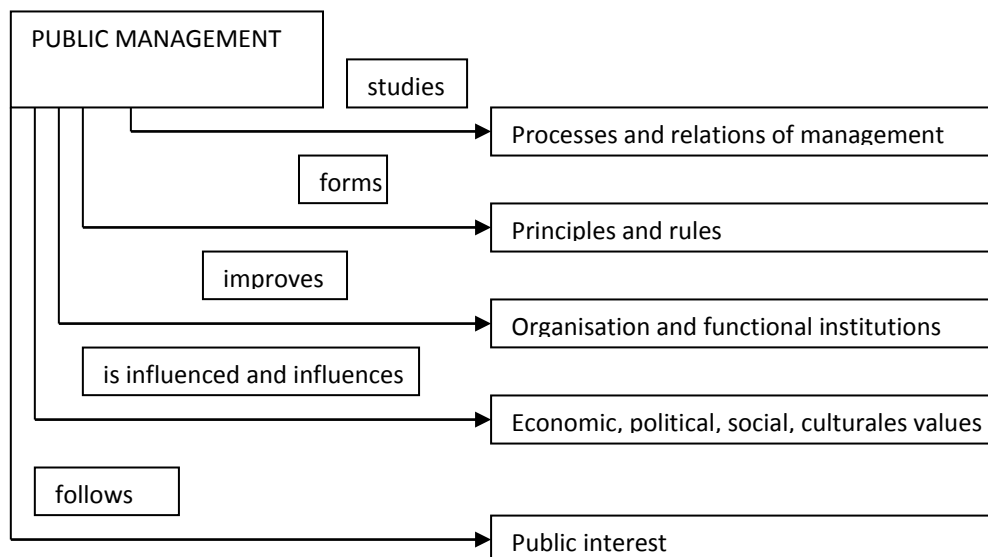 PUBLIC MANAGEMENT
studies
Processes and relations of management
forms
Principles and rules
improves
Organisation and functional institutions
is influenced and influences
Economic, political, social, culturales values
follows
Public interest